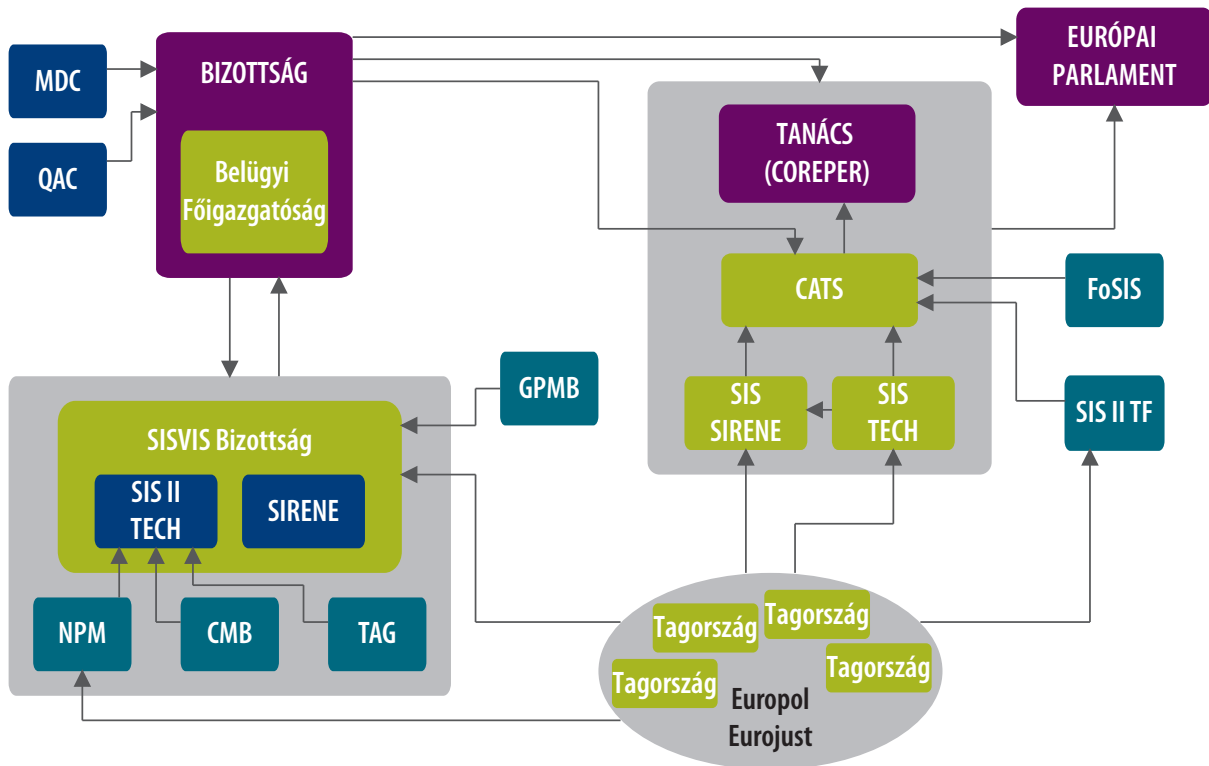 MDC
QAC
BIZOTTSÁG
Belügyi
Főigazgatóság
EURÓPAI
PARLAMENT
TANÁCS
(COREPER)
CATS
FoSIS
SIS
SIRENE
SIS
TECH
SIS II TF
GPMB
SISVIS Bizottság
SIS II
TECH
SIRENE
NPM
CMB
TAG
Tagország
Tagország
Tagország
Tagország
Europol
Eurojust